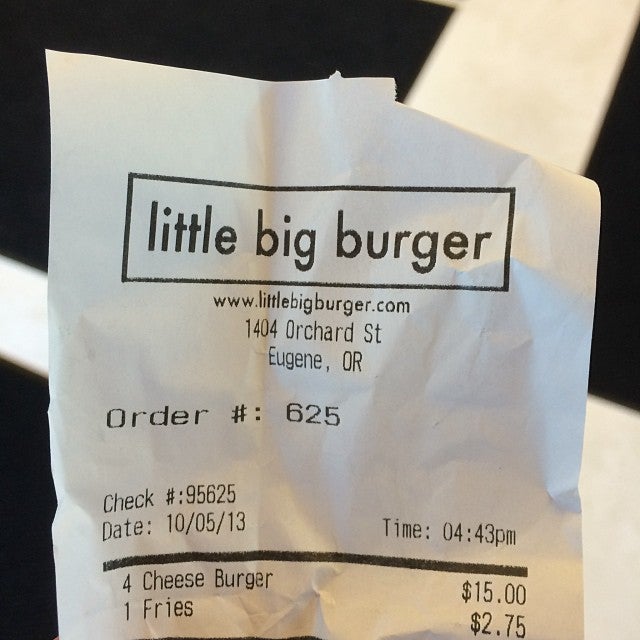 little big burger
www.littlebigburger.com
1404 Orchard St
Eugene, OR
Order #: 625
Check #:95625
Date: 10/05/13 Time: 04:43pm
4 Cheese Burger $15.00
1 Fries $2.75